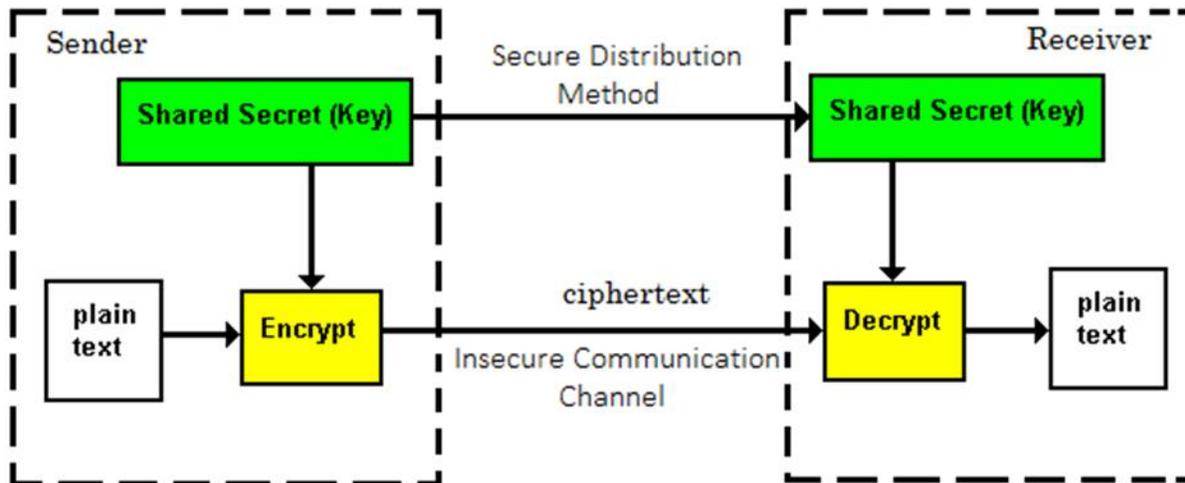 Sender
Secure Distribution
Method
Receiver
Shared Secret (Key)
Shared Secret (Key)
plain
text
Encrypt
ciphertext
Insecure Communication
Channel
Decrypt
plain
text